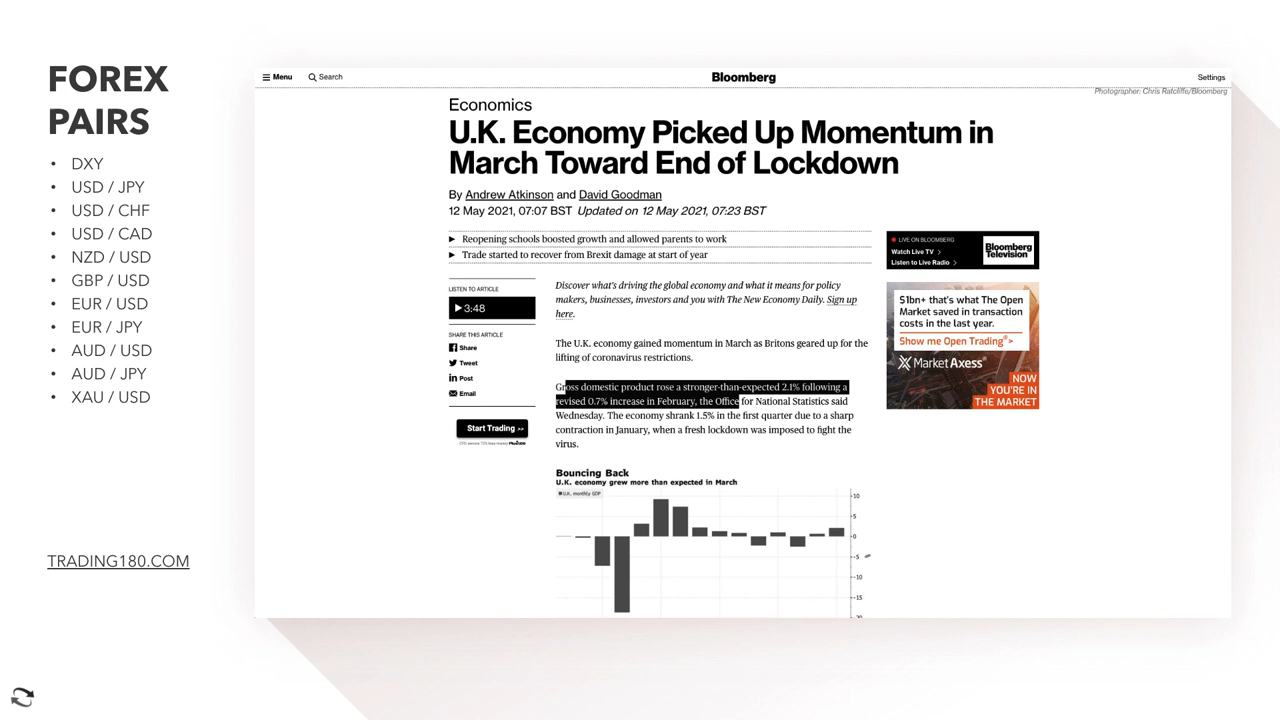 FOREX
PAIRS
• DXY
• USD / JPY
• USD / CHF
• USD / CAD
• NZD / USD
• GBP / USD
• EUR / USD
• EUR / JPY
• AUD / USD
• AUD / JPY
• XAU / USD
TRADING180.COM
Menu
Search
Bloomberg
Settings
Photographer: Chris Ratcliffe/Bloomberg
Economics
U.K. Economy Picked Up Momentum in
March Toward End of Lockdown
By Andrew Atkinson and David Goodman
12 May 2021, 07:07 BST Updated on 12 May 2021, 07:23 BST
Reopening schools boosted growth and allowed parents to work
Trade started to recover from Brexit damage at start of year
LISTEN TO ARTICLE
3:48
SHARE THIS ARTICLE
Share
Tweet
Post
Email
Start Trading >>
Discover what's driving the global economy and what it means for policy
makers, businesses, investors and you with The New Economy Daily. Sign up
here.
The U.K. economy gained momentum in March as Britons geared up for the
lifting of coronavirus restrictions.
Gross domestic product rose a stronger-than-expected 2.1% following a
revised 0.7% increase in February, the Office for National Statistics said
Wednesday. The economy shrank 1.5% in the first quarter due to a sharp
contraction in January, when a fresh lockdown was imposed to fight the
virus.
Bouncing Back
U.K. economy grew more than expected in March
U.K. monthly GDP
10
5
0
-5
-10
-15
%
LIVE ON BLOOMBERG
Watch Live TV >
Listen to Live Radio >
Bloomberg
Television
$1bn+ that's what The Open
Market saved in transaction
costs in the last year.
Show me Open Trading®>
MarketAxess®
NOW
YOU'RE IN
THE MARKET